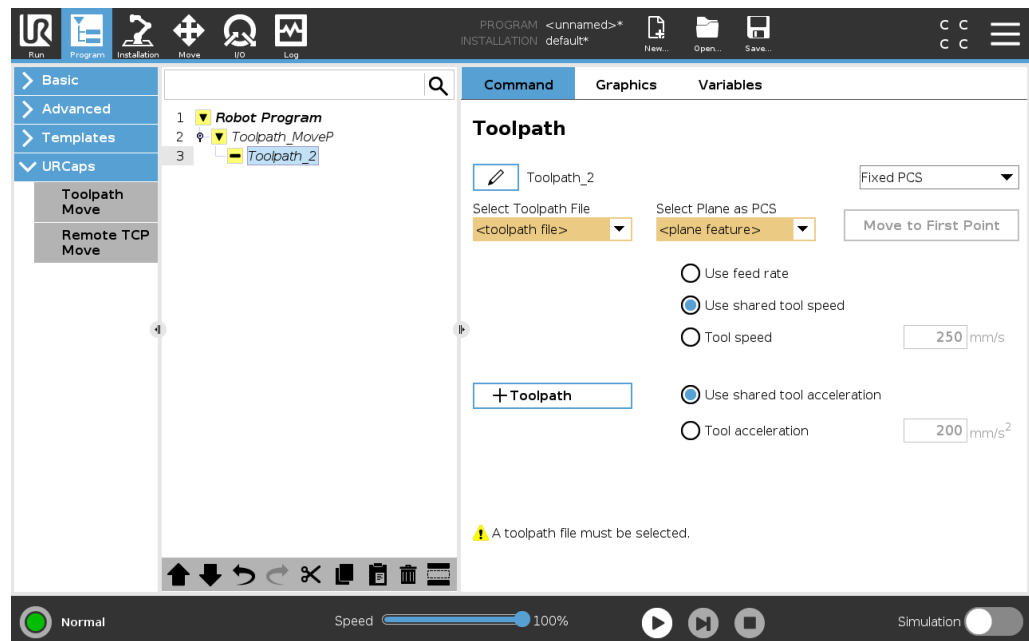 UR
Run
Program
Installation
Move
I/O
Log
PROGRAM <unnamed>*
INSTALLATION default*
New...
Open...
Save...
C C
C C
Basic
Advanced
Templates
URCaps
Toolpath
Move
Remote TCP
Move
1 Robot Program
2 Toolpath_MoveP
3 Toolpath_2
Command Graphics Variables
Toolpath
Toolpath_2
Fixed PCS
Select Toolpath File
<toolpath file>
Select Plane as PCS
<plane feature>
Move to First Point
Use feed rate
Use shared tool speed
Tool speed 250 mm/s
+Toolpath
Use shared tool acceleration
Tool acceleration 200 mm/s²
A toolpath file must be selected.
Normal
Speed 100%
Simulation